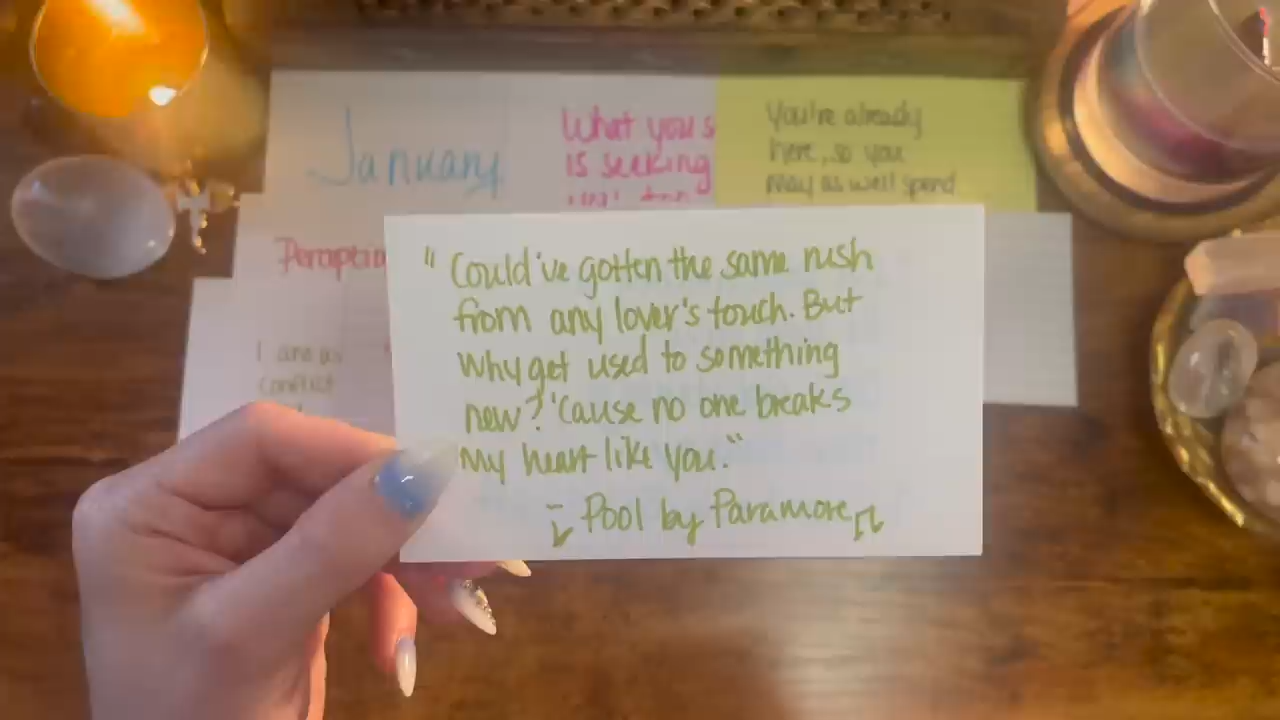 January
What you s
is seeking
You're already
here, so you
may as well spend
Perceptio
I am as
conflict
"Could've gotten the same rush
from any lover's touch. But
why get used to something
new? 'Cause no one breaks
my heart like you."
Pool by Paramore